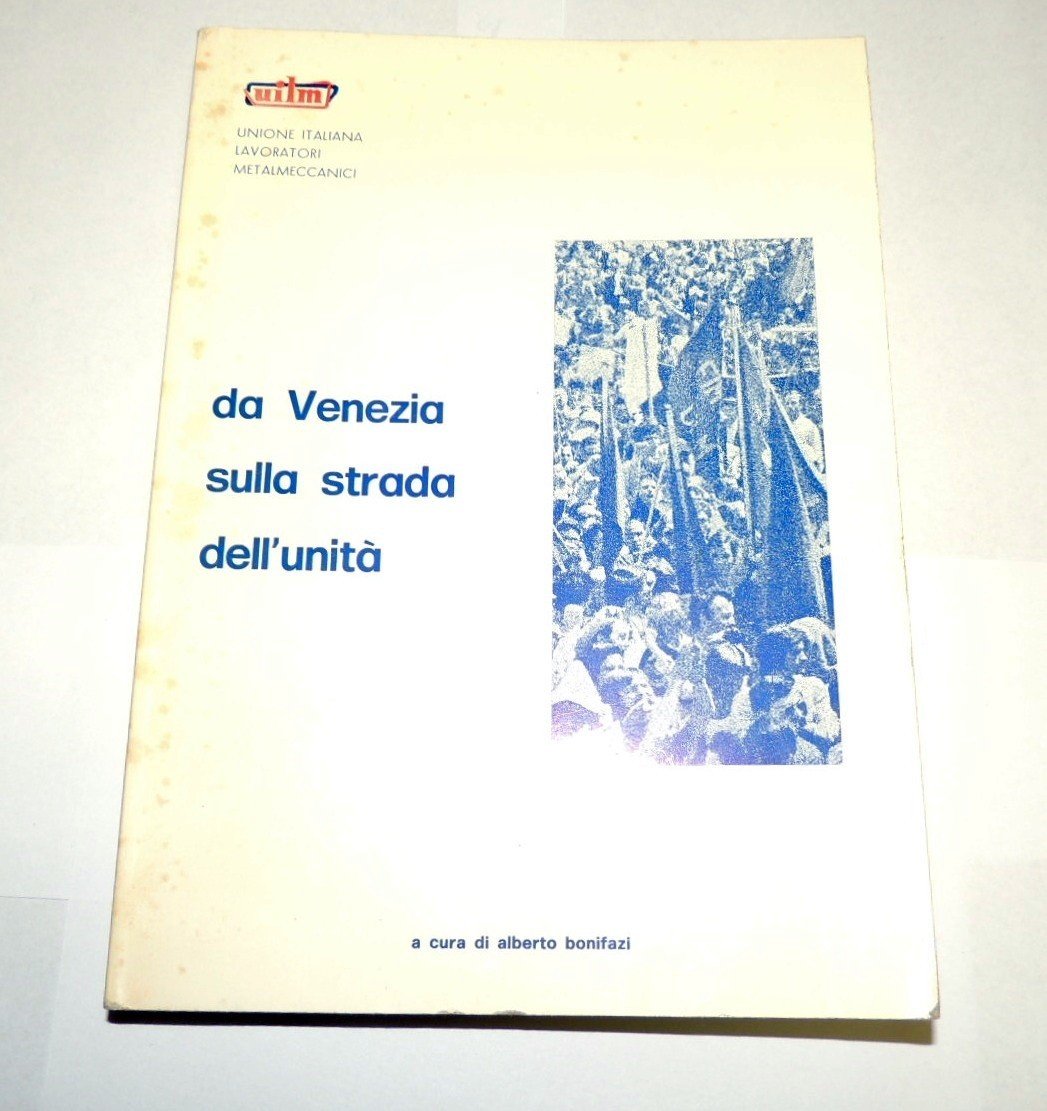 uilm
UNIONE ITALIANA
LAVORATORI
METALMECCANICI
da Venezia
sulla strada
dell'unità
a cura di alberto bonifazi